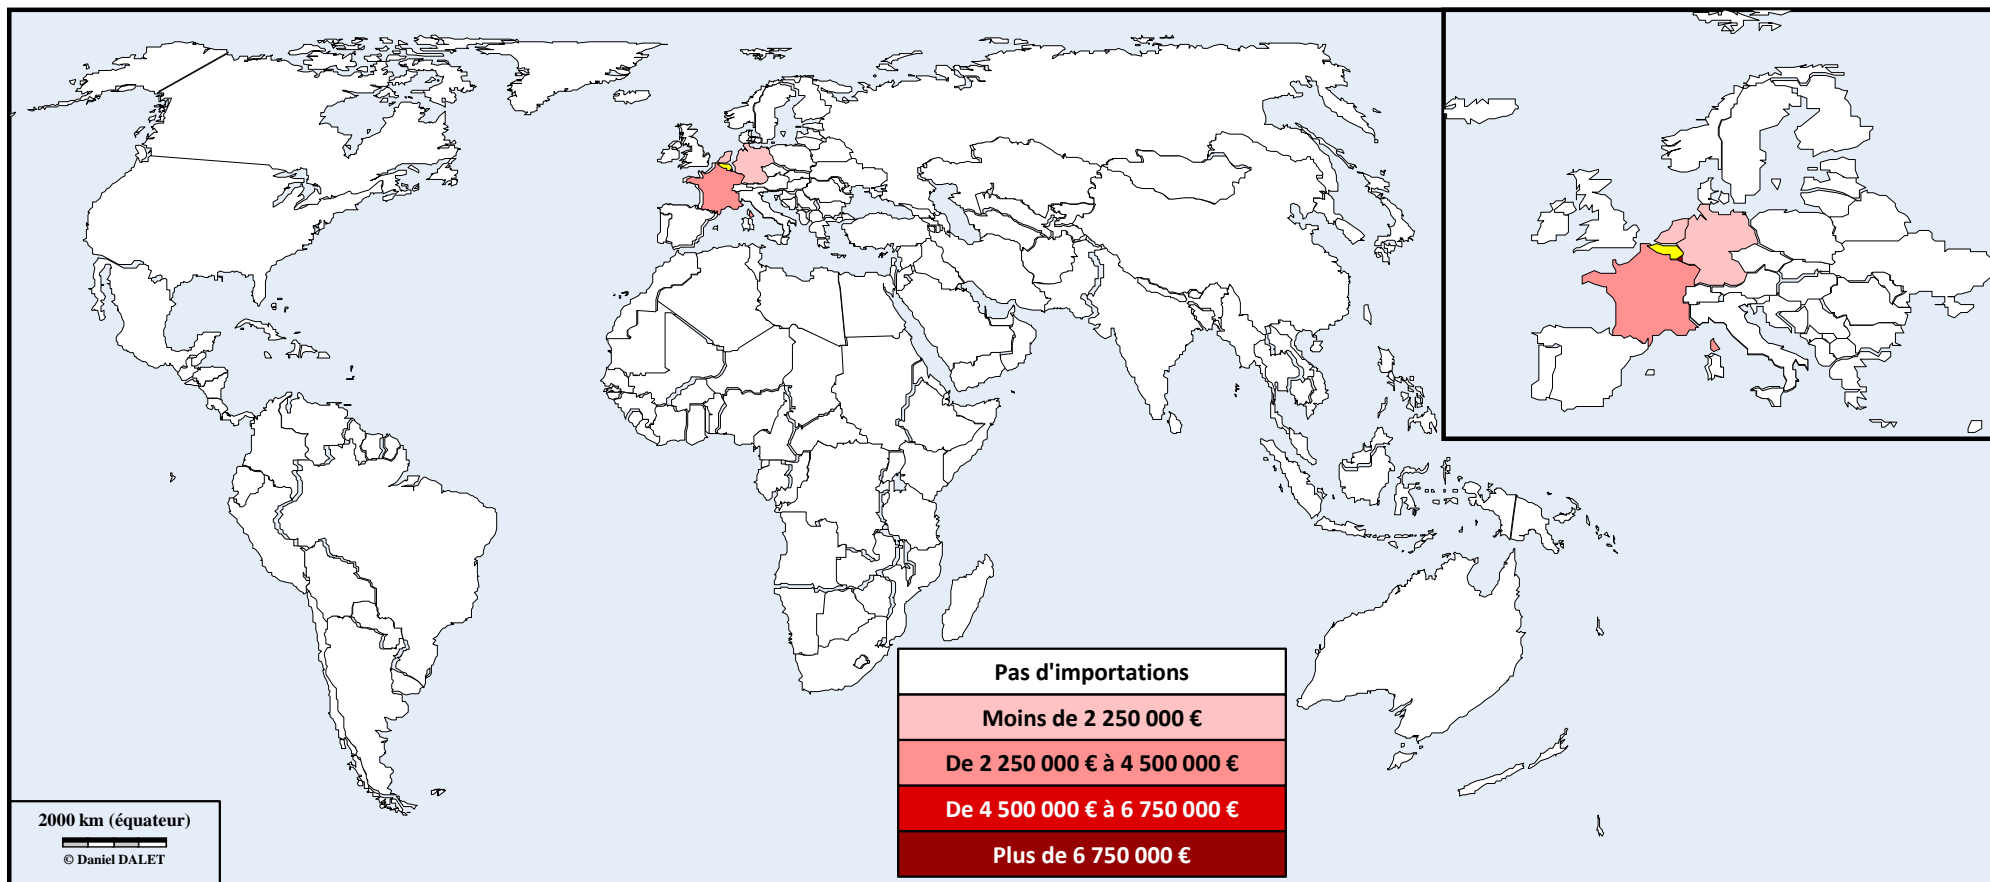 Pas d'importations
Moins de 2 250 000 €
De 2 250 000 € à 4 500 000 €
De 4 500 000 € à 6 750 000 €
Plus de 6 750 000 €
2000 km (équateur)
© Daniel DALET